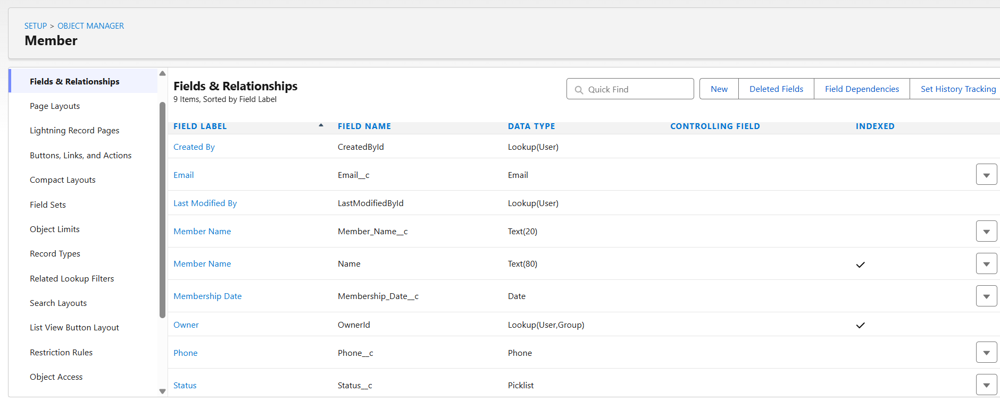 SETUP > OBJECT MANAGER
Member
Fields & Relationships
Page Layouts
Lightning Record Pages
Buttons, Links, and Actions
Compact Layouts
Field Sets
Object Limits
Record Types
Related Lookup Filters
Search Layouts
List View Button Layout
Restriction Rules
Object Access
Fields & Relationships
9 Items, Sorted by Field Label
Quick Find New Deleted Fields Field Dependencies Set History Tracking
FIELD LABEL FIELD NAME DATA TYPE CONTROLLING FIELD INDEXED
Created By CreatedById Lookup(User)
Email Email__c Email
Last Modified By LastModifiedById Lookup(User)
Member Name Member_Name__c Text(20)
Member Name Name Text(80)
Membership Date Membership_Date__c Date
Owner OwnerId Lookup(User,Group)
Phone Phone__c Phone
Status Status__c Picklist